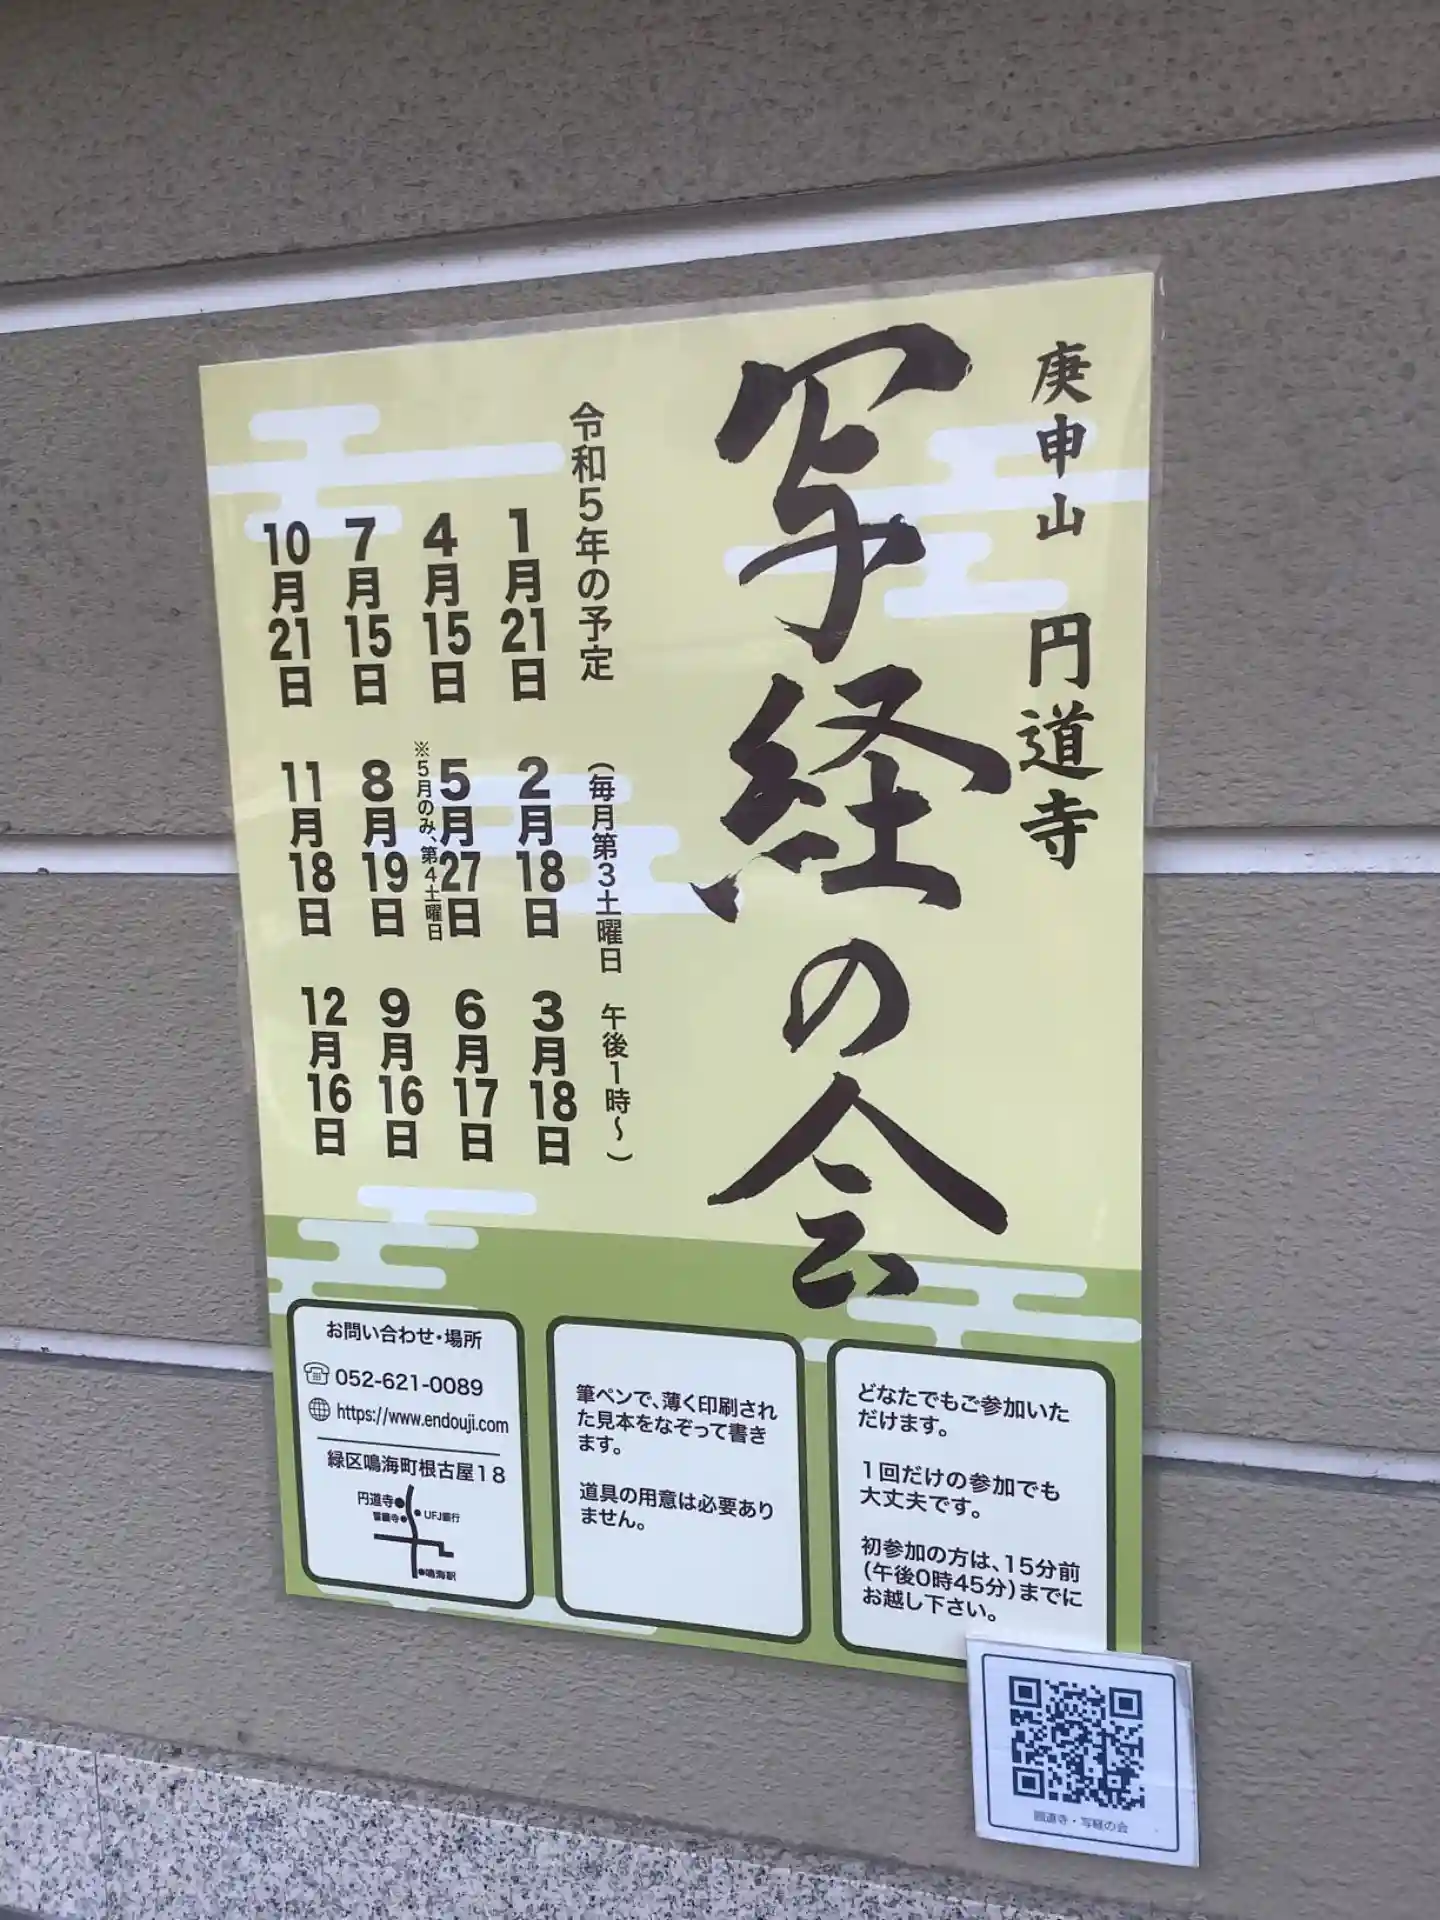 庚申山 円道寺
写経の会
令和5年の予定
(毎月第3土曜日 午後1時〜)
1月21日
2月18日
3月18日
4月15日
5月27日
※5月のみ、第4土曜日
6月17日
7月15日
8月19日
9月16日
10月21日
11月18日
12月16日
どなたでもご参加いた
だけます。
1回だけの参加でも
大丈夫です。
初参加の方は、15分前
(午後0時45分)までに
お越し下さい。
筆ペンで、薄く印刷され
た見本をなぞって書き
ます。
道具の用意は必要あり
ません。
お問い合わせ・場所
052-621-0089
https://www.endouji.com
緑区鳴海町根古屋18
円道寺
誓願寺
UFJ銀行
鳴海駅
圓道寺・写経の会